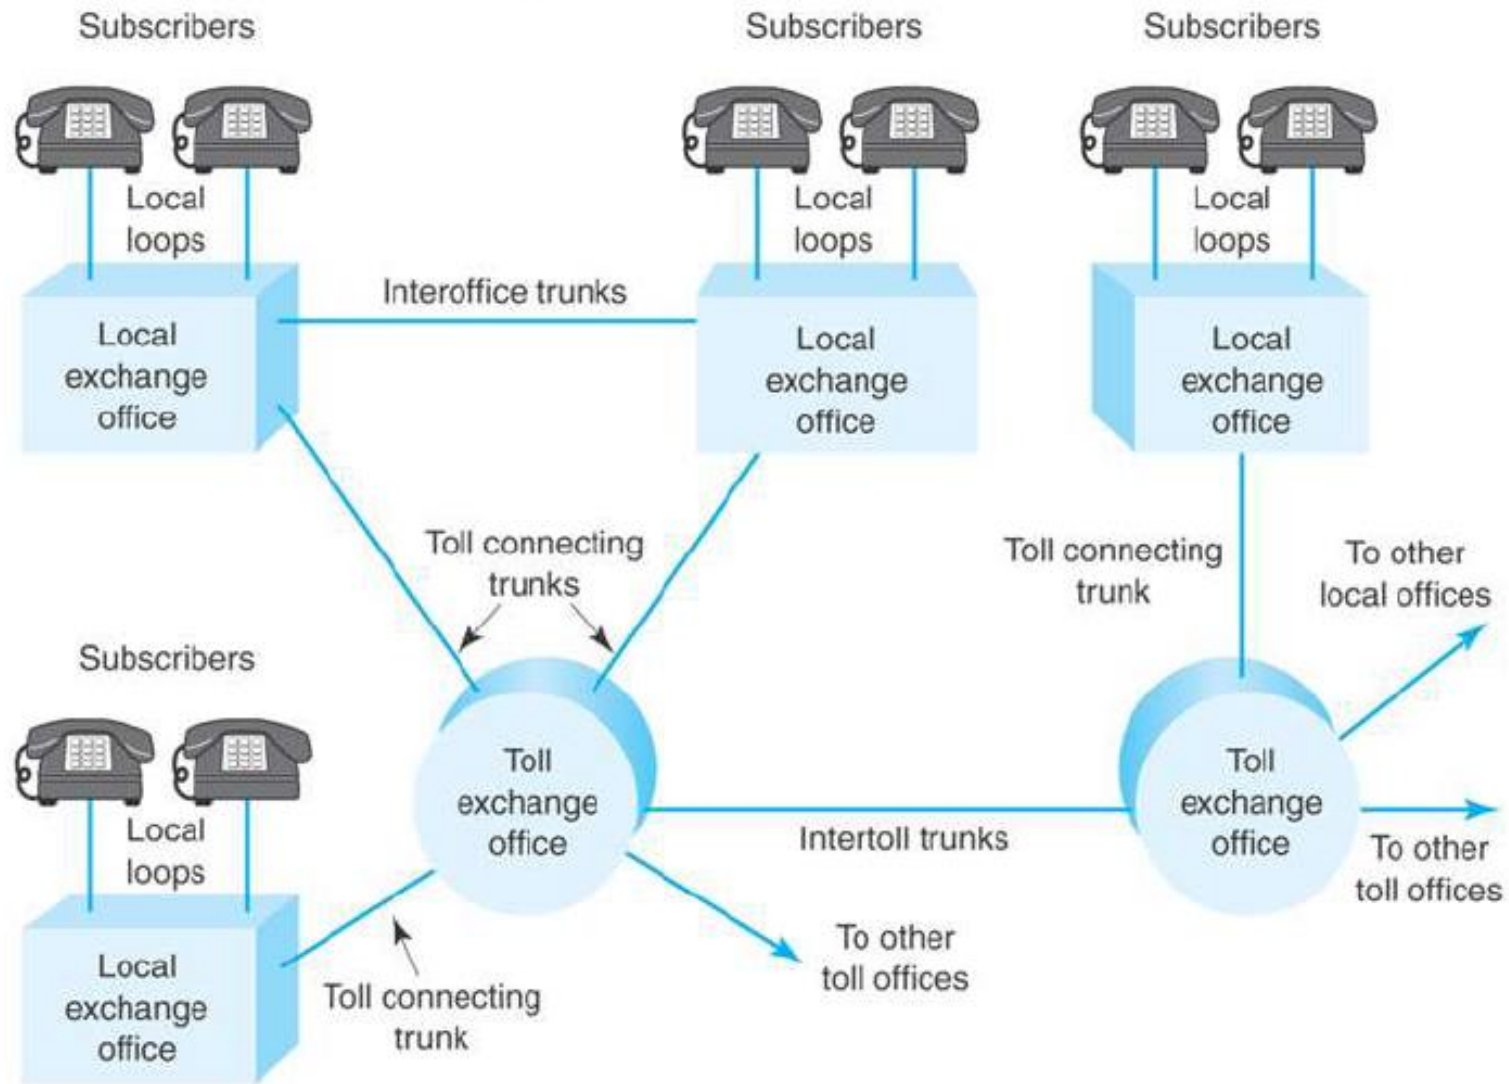 Subscribers
Subscribers
Subscribers
Local
loops
Local
loops
Local
loops
Interoffice trunks
Local
exchange
office
Local
exchange
office
Local
exchange
office
Toll connecting
trunks
Toll connecting
trunk
To other
local offices
Subscribers
Local
loops
Toll
exchange
office
Intertoll trunks
Toll
exchange
office
To other
toll offices
To other
toll offices
Local
exchange
office
Toll connecting
trunk